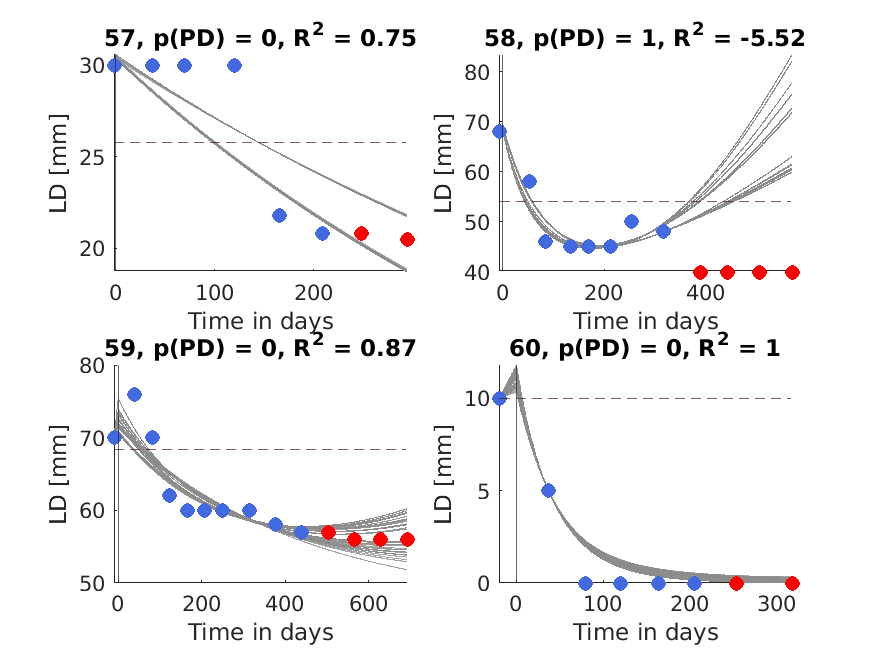 57, p(PD) = 0, R² = 0.75
30
25
20
LD [mm]
0 100 200
Time in days
58, p(PD) = 1, R² = -5.52
80
70
60
50
40
LD [mm]
0 200 400
Time in days
59, p(PD) = 0, R² = 0.87
80
70
60
50
LD [mm]
0 200 400 600
Time in days
60, p(PD) = 0, R² = 1
10
5
0
LD [mm]
0 100 200 300
Time in days